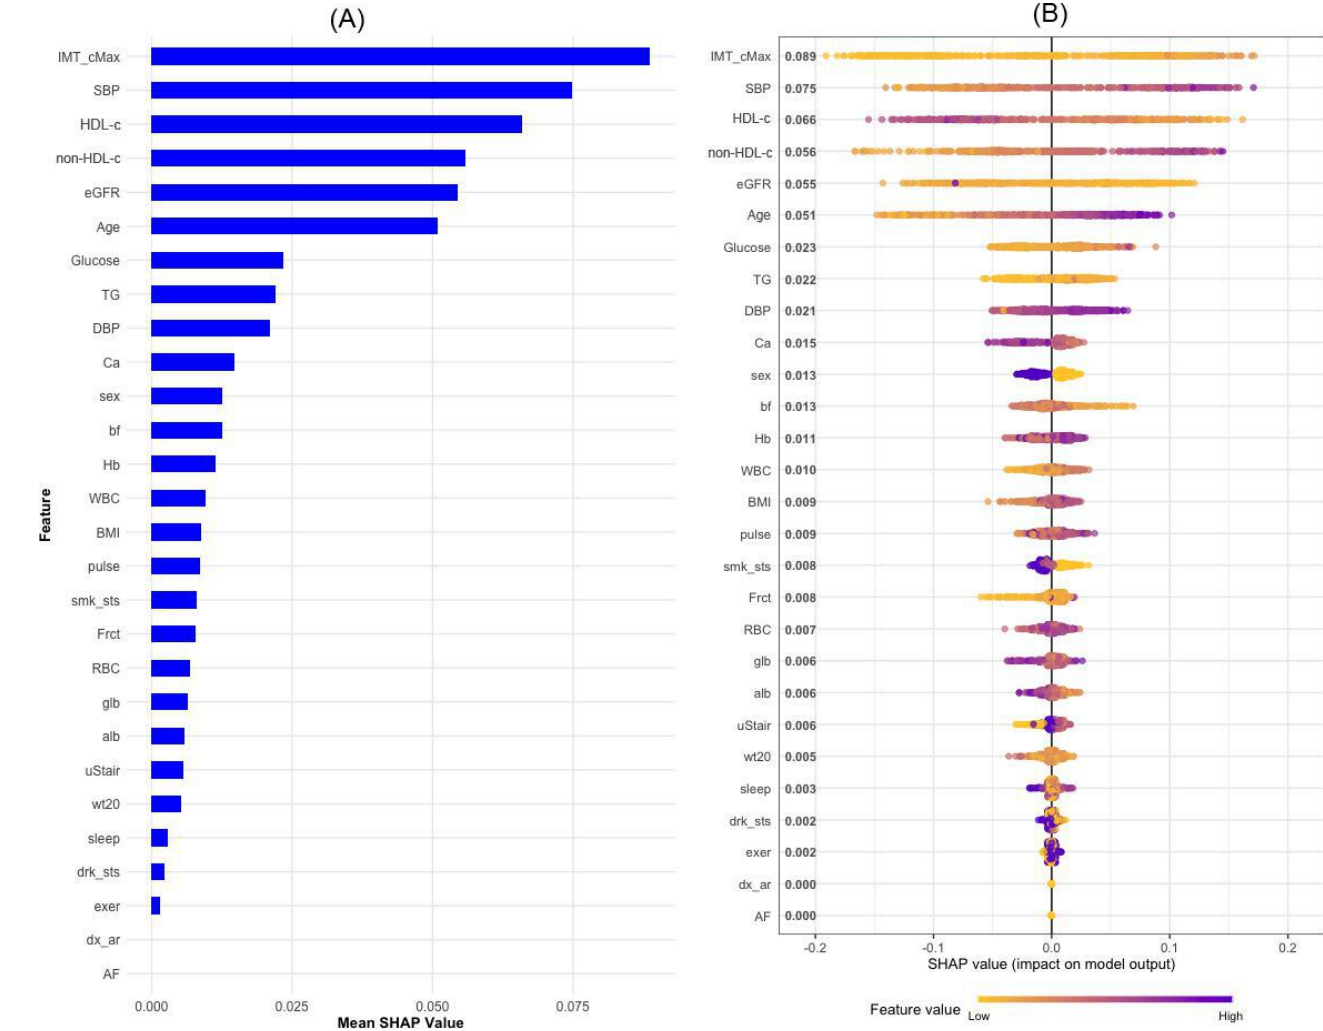 (A)
IMT_cMax
SBP
HDL-c
non-HDL-c
eGFR
Age
Glucose
TG
DBP
Ca
sex
bf
Hb
WBC
BMI
pulse
smk_sts
Frct
RBC
glb
alb
uStair
wt20
sleep
drk_sts
exer
dx_ar
AF
Feature
0.000 0.025 0.050 0.075
Mean SHAP Value
(B)
IMT_cMax 0.089
SBP 0.075
HDL-c 0.066
non-HDL-c 0.056
eGFR 0.055
Age 0.051
Glucose 0.023
TG 0.022
DBP 0.021
Ca 0.015
sex 0.013
bf 0.013
Hb 0.011
WBC 0.010
BMI 0.009
pulse 0.009
smk_sts 0.008
Frct 0.008
RBC 0.007
glb 0.006
alb 0.006
uStair 0.006
wt20 0.005
sleep 0.003
drk_sts 0.002
exer 0.002
dx_ar 0.000
AF 0.000
-0.2 -0.1 0.0 0.1 0.2
SHAP value (impact on model output)
Feature value
Low High